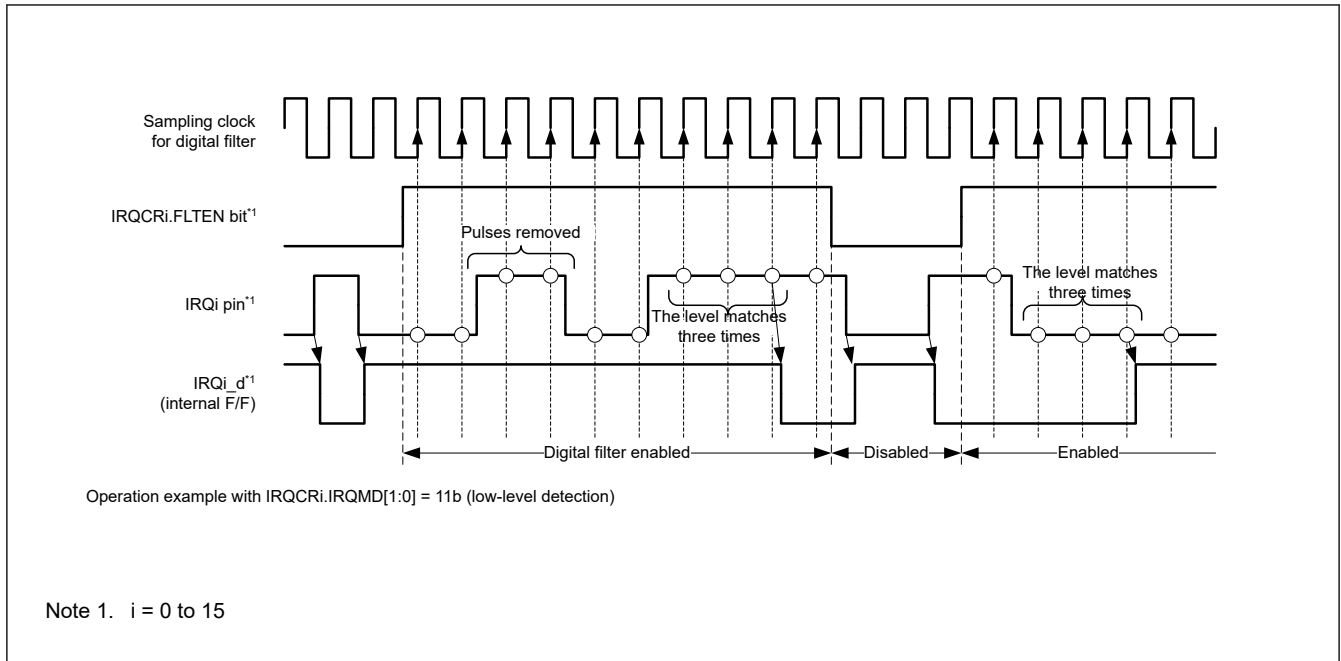 Sampling clock
for digital filter
IRQCRi.FLTEN bit*1
Pulses removed
IRQi pin*1
The level matches
three times
The level matches
three times
IRQi_d*1
(internal F/F)
Digital filter enabled
Disabled
Enabled
Operation example with IRQCRi.IRQMD[1:0] = 11b (low-level detection)
Note 1. i = 0 to 15